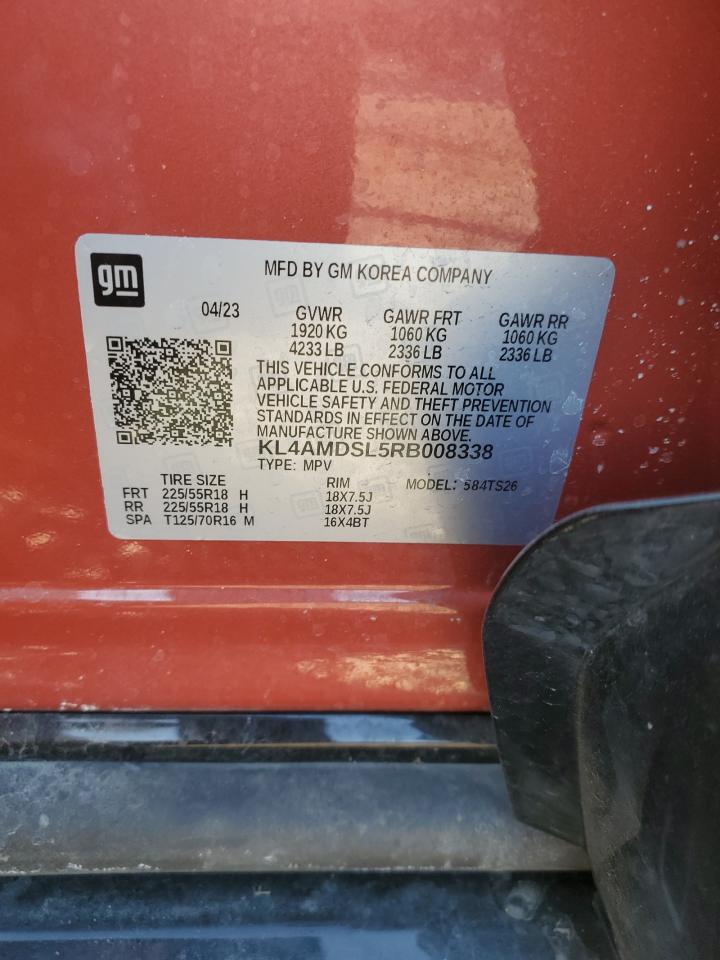 gm
MFD BY GM KOREA COMPANY
04/23
GVWR GAWR FRT GAWR RR
1920 KG 1060 KG 1060 KG
4233 LB 2336 LB 2336 LB
THIS VEHICLE CONFORMS TO ALL
APPLICABLE U.S. FEDERAL MOTOR
VEHICLE SAFETY AND THEFT PREVENTION
STANDARDS IN EFFECT ON THE DATE OF
MANUFACTURE SHOWN ABOVE.
KL4AMDSL5RB008338
TYPE: MPV
TIRE SIZE RIM MODEL: 584TS26
FRT 225/55R18 H 18X7.5J
RR 225/55R18 H 18X7.5J
SPA T125/70R16 M 16X4BT